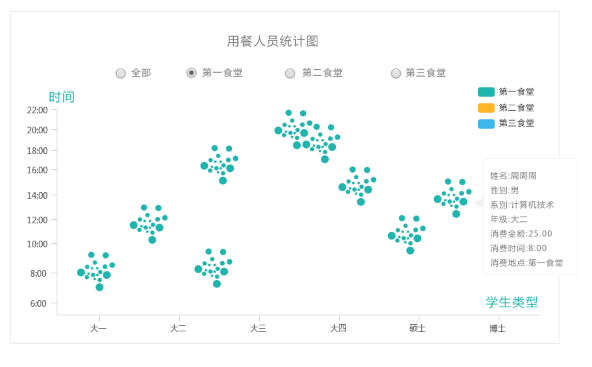 用餐人员统计图
全部 第一食堂 第二食堂 第三食堂
时间
第一食堂
第二食堂
第三食堂
22:00
20:00
18:00
16:00
14:00
12:00
10:00
8:00
6:00
姓名:周周周
性别:男
系别:计算机技术
年级:大二
消费金额:25.00
消费时间:8:00
消费地点:第一食堂
学生类型
大一 大二 大三 大四 硕士 博士